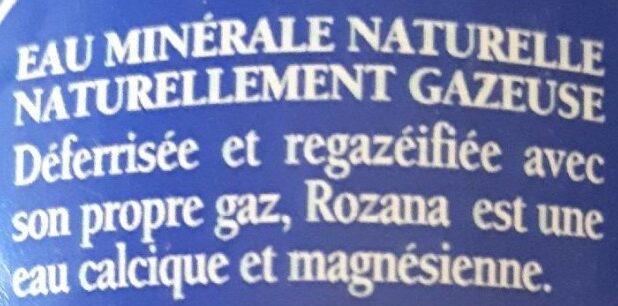 EAU MINÉRALE NATURELLE
NATURELLEMENT GAZEUSE
Déferrisée et regazéifiée avec
son propre gaz, Rozana est une
eau calcique et magnésienne.